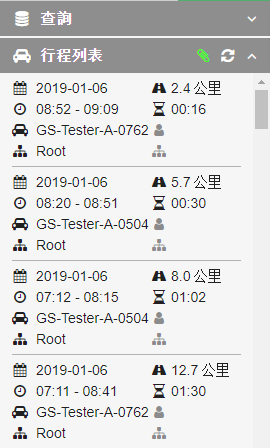 查詢
行程列表
2019-01-06 2.4 公里
08:52 - 09:09 00:16
GS-Tester-A-0762
Root
2019-01-06 5.7 公里
08:20 - 08:51 00:30
GS-Tester-A-0504
Root
2019-01-06 8.0 公里
07:12 - 08:15 01:02
GS-Tester-A-0504
Root
2019-01-06 12.7 公里
07:11 - 08:41 01:30
GS-Tester-A-0762
Root